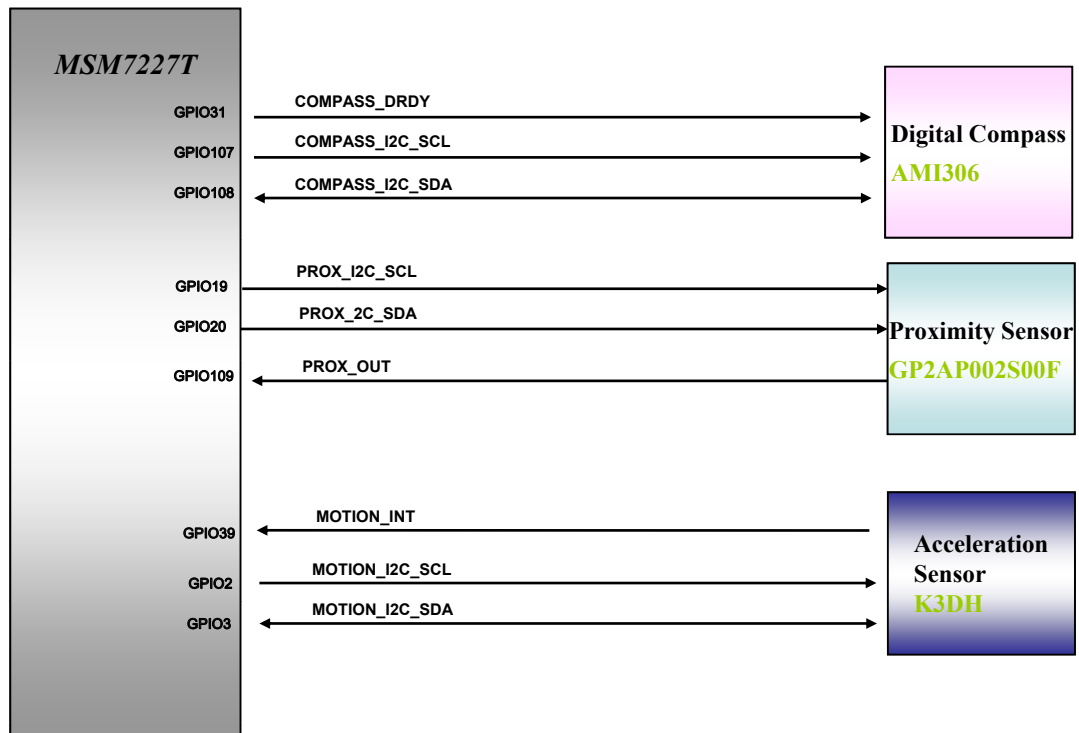 MSM7227T
GPIO31
COMPASS_DRDY
GPIO107
COMPASS_I2C_SCL
GPIO108
COMPASS_I2C_SDA
Digital Compass
AMI306
GPIO19
PROX_I2C_SCL
GPIO20
PROX_2C_SDA
GPIO109
PROX_OUT
Proximity Sensor
GP2AP002S00F
GPIO39
MOTION_INT
GPIO2
MOTION_I2C_SCL
GPIO3
MOTION_I2C_SDA
Acceleration
Sensor
K3DH